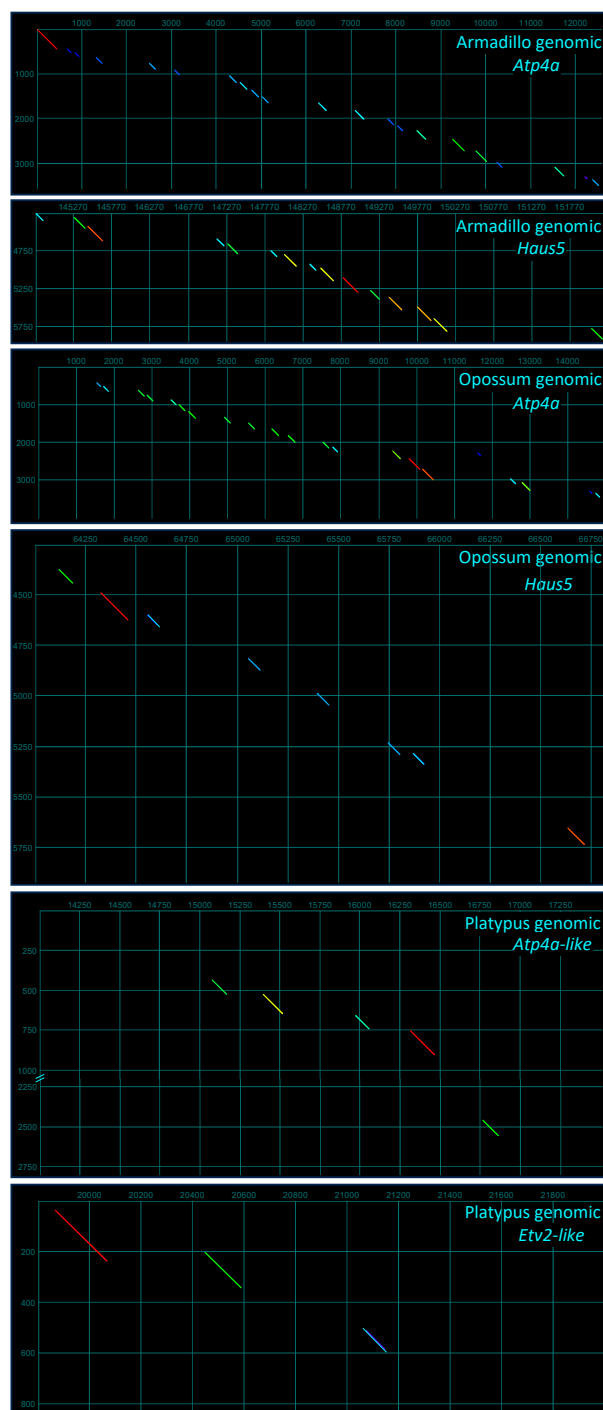 1000 2000 3000 4000 5000 6000 7000 8000 9000 10000 11000 12000
Armadillo genomic
Atp4a
1000
2000
3000
145270 145770 146270 146770 147270 147770 148270 148770 149270 149770 150270 150770 151270 151770
Armadillo genomic
Haus5
4750
5250
5750
1000 2000 3000 4000 5000 6000 7000 8000 9000 10000 11000 12000 13000 14000
Opossum genomic
Atp4a
1000
2000
3000
64250 64500 64750 65000 65250 65500 65750 66000 66250 66500 66750
Opossum genomic
Haus5
4500
4750
5000
5250
5500
5750
14250 14500 14750 15000 15250 15500 15750 16000 16250 16500 16750 17000 17250
Platypus genomic
Atp4a-like
250
500
750
1000
2250
2500
2750
20000 20200 20400 20600 20800 21000 21200 21400 21600 21800
Platypus genomic
Etv2-like
200
400
600
800